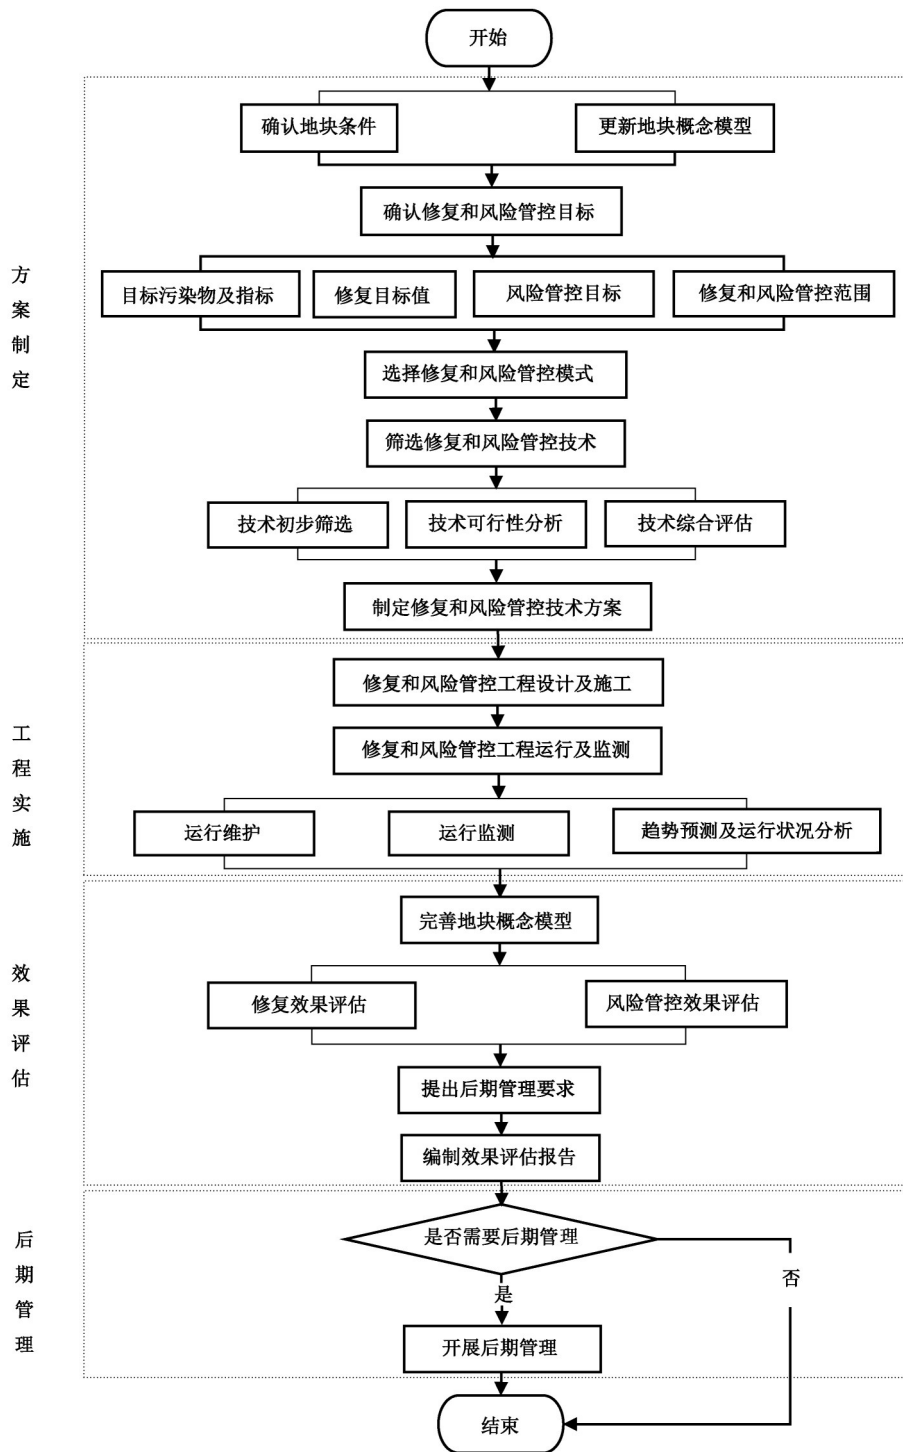 开始
方案制定
确认地块条件
更新地块概念模型
确认修复和风险管控目标
目标污染物及指标
修复目标值
风险管控目标
修复和风险管控范围
选择修复和风险管控模式
筛选修复和风险管控技术
技术初步筛选
技术可行性分析
技术综合评估
制定修复和风险管控技术方案
工程实施
修复和风险管控工程设计及施工
修复和风险管控工程运行及监测
运行维护
运行监测
趋势预测及运行状况分析
效果评估
完善地块概念模型
修复效果评估
风险管控效果评估
提出后期管理要求
编制效果评估报告
后期管理
是否需要后期管理
是
否
开展后期管理
结束